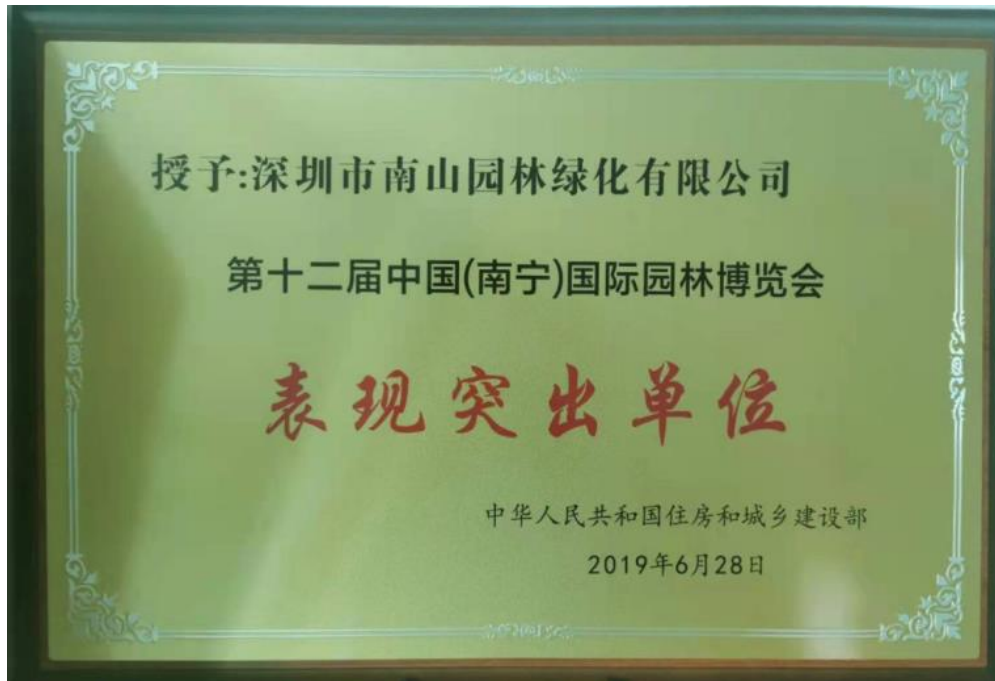 授予:深圳市南山园林绿化有限公司
第十二届中国(南宁)国际园林博览会
表现突出单位
中华人民共和国住房和城乡建设部
2019年6月28日